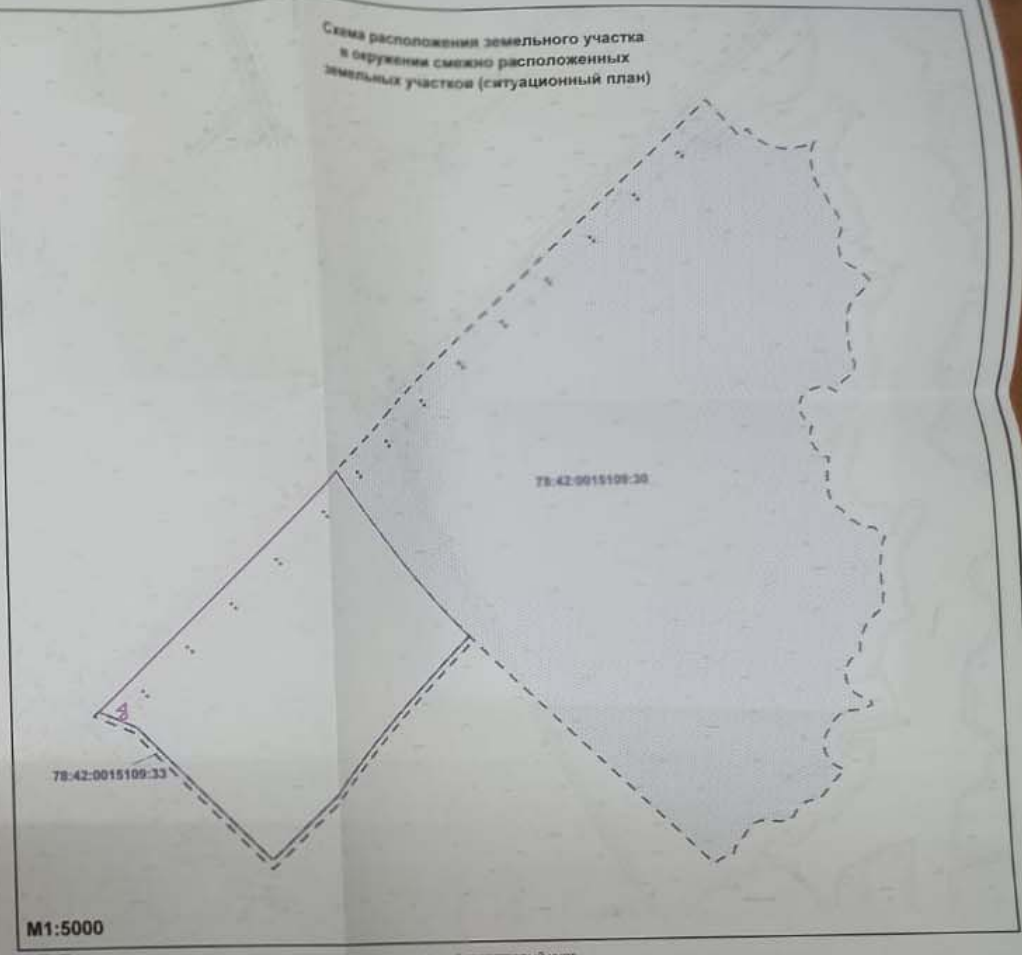 Схема расположения земельного участка
в окружении смежно расположенных
земельных участков (ситуационный план)
78:42:0015109:30
78:42:0015109:33
М1:5000